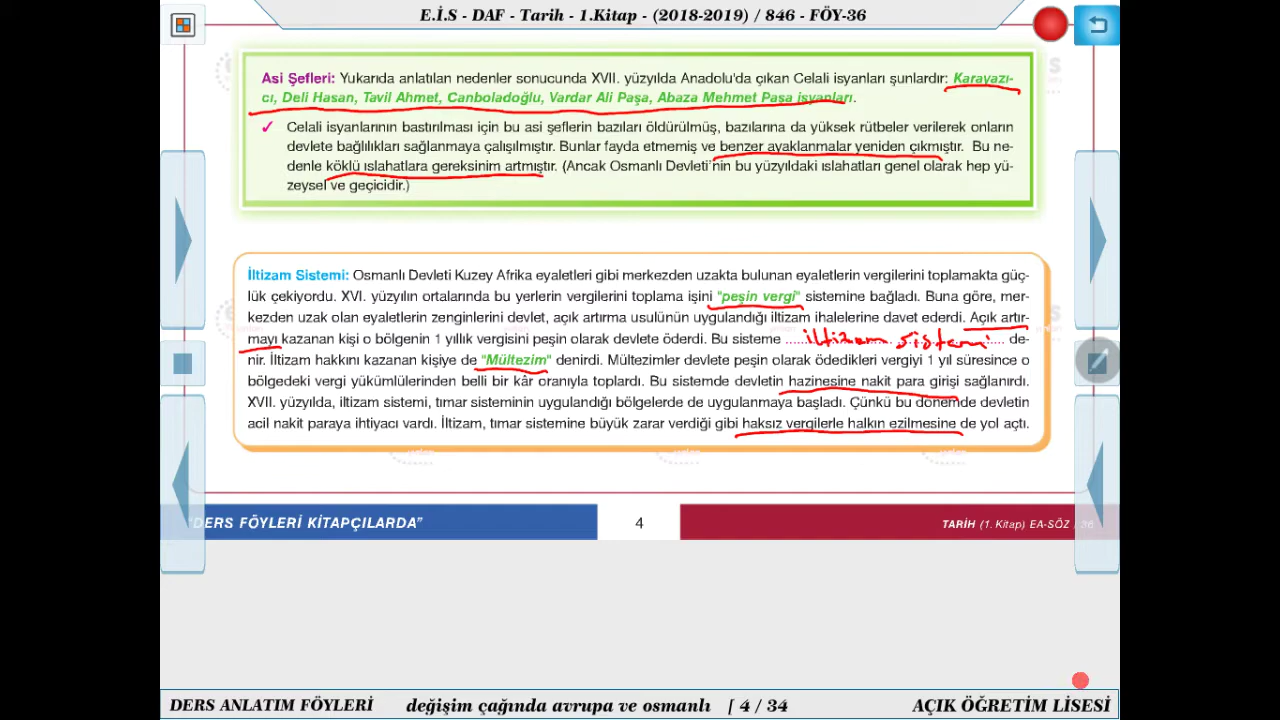 E.İ.S - DAF - Tarih - 1.Kitap - (2018-2019) / 846 - FÖY-36
Asi Şefleri: Yukarıda anlatılan nedenler sonucunda XVII. yüzyılda Anadolu'da çıkan Celali isyanları şunlardır: Karayazı-
cı, Deli Hasan, Tavil Ahmet, Canboladoğlu, Vardar Ali Paşa, Abaza Mehmet Paşa isyanları.
✓ Celali isyanlarının bastırılması için bu asi şeflerin bazıları öldürülmüş, bazılarına da yüksek rütbeler verilerek onların
devlete bağlılıkları sağlanmaya çalışılmıştır. Bunlar fayda etmemiş ve benzer ayaklanmalar yeniden çıkmıştır. Bu ne-
denle köklü ıslahatlara gereksinim artmıştır. (Ancak Osmanlı Devleti'nin bu yüzyıldaki ıslahatları genel olarak hep yü-
zeysel ve geçicidir.)
İltizam Sistemi: Osmanlı Devleti Kuzey Afrika eyaletleri gibi merkezden uzakta bulunan eyaletlerin vergilerini toplamakta güç-
lük çekiyordu. XVI. yüzyılın ortalarında bu yerlerin vergilerini toplama işini "peşin vergi" sistemine bağladı. Buna göre, mer-
kezden uzak olan eyaletlerin zenginlerini devlet, açık artırma usulünün uygulandığı iltizam ihalelerine davet ederdi. Açık artır-
mayı kazanan kişi o bölgenin 1 yıllık vergisini peşin olarak devlete öderdi. Bu sisteme ... iltizam sistemi ... de-
nir. İltizam hakkını kazanan kişiye de "Mültezim" denirdi. Mültezimler devlete peşin olarak ödedikleri vergiyi 1 yıl süresince o
bölgedeki vergi yükümlülerinden belli bir kâr oranıyla toplardı. Bu sistemde devletin hazinesine nakit para girişi sağlanırdı.
XVII. yüzyılda, iltizam sistemi, tımar sisteminin uygulandığı bölgelerde de uygulanmaya başladı. Çünkü bu dönemde devletin
acil nakit paraya ihtiyacı vardı. İltizam, tımar sistemine büyük zarar verdiği gibi haksız vergilerle halkın ezilmesine de yol açtı.
"DERS FÖYLERİ KİTAPÇILARDA"
4
TARİH (1. Kitap) EA-SÖZ / 36
DERS ANLATIM FÖYLERİ
değişim çağında avrupa ve osmanlı [ 4 / 34
AÇIK ÖĞRETİM LİSESİ